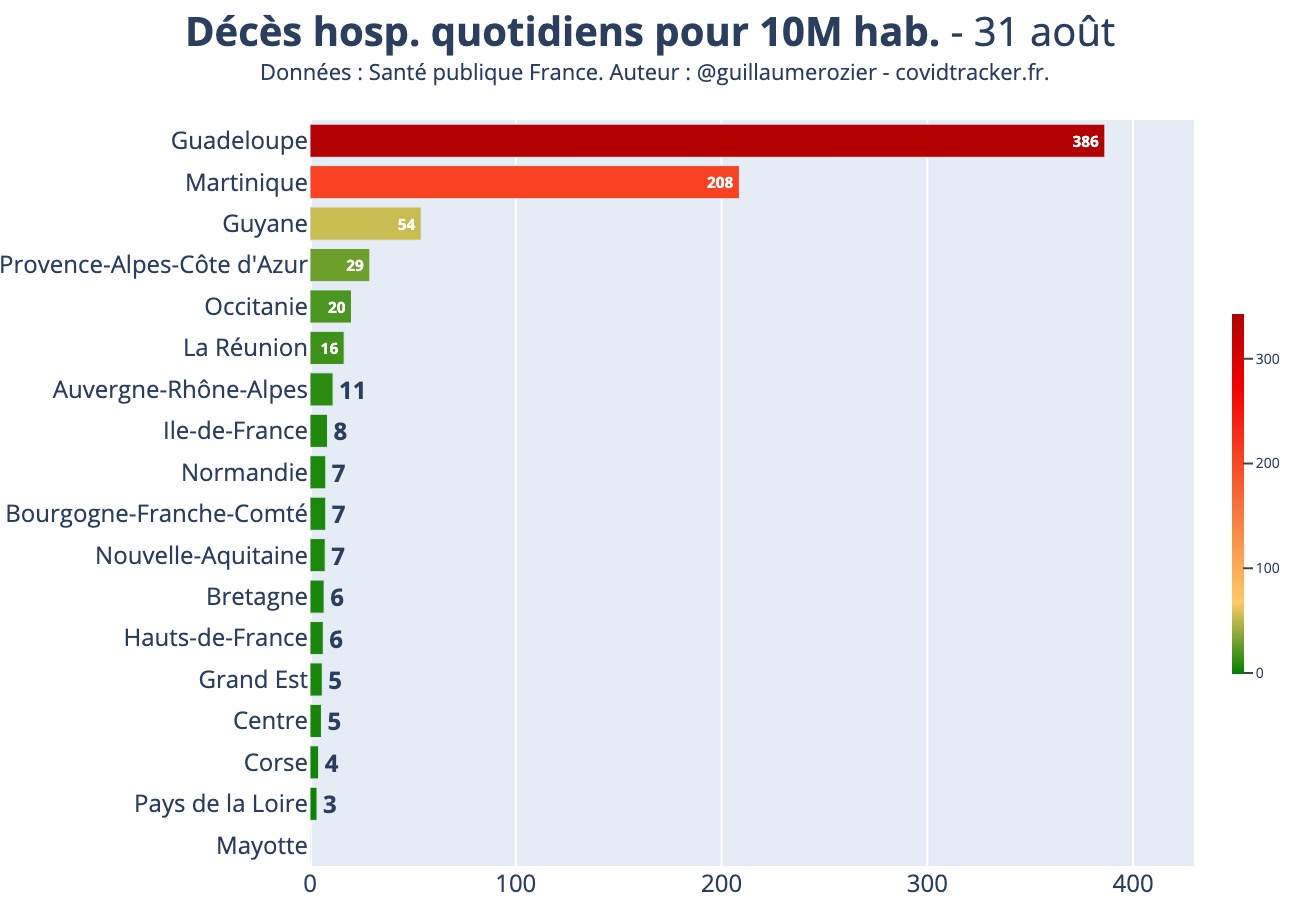 Décès hosp. quotidiens pour 10M hab. - 31 août
Données : Santé publique France. Auteur : @guillaumerozier - covidtracker.fr.
Guadeloupe 386
Martinique 208
Guyane 54
Provence-Alpes-Côte d'Azur 29
Occitanie 20
La Réunion 16
Auvergne-Rhône-Alpes 11
Ile-de-France 8
Normandie 7
Bourgogne-Franche-Comté 7
Nouvelle-Aquitaine 7
Bretagne 6
Hauts-de-France 6
Grand Est 5
Centre 5
Corse 4
Pays de la Loire 3
Mayotte
0 100 200 300 400
300
200
100
0